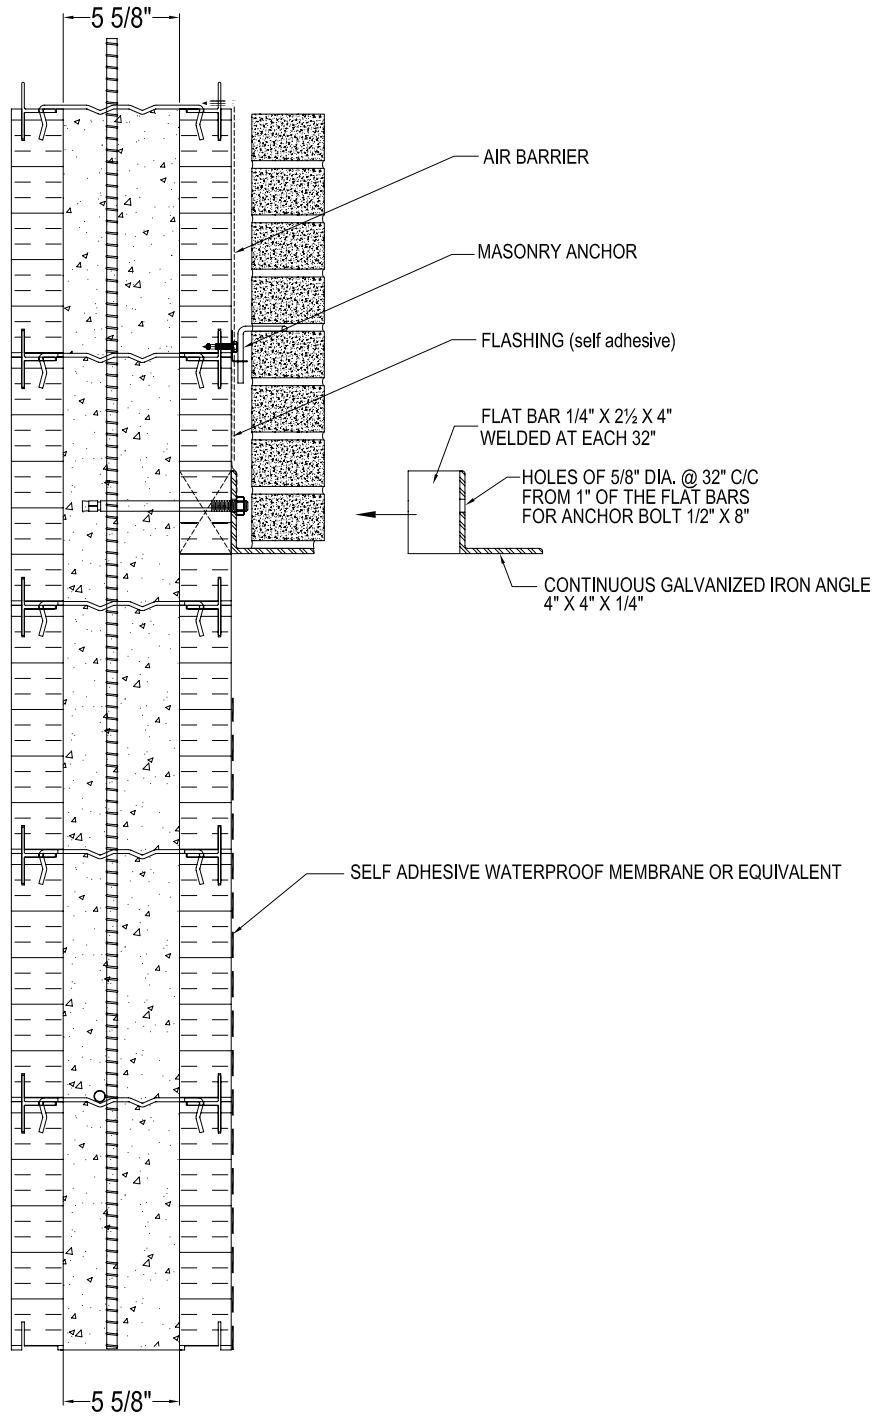 5 5/8"
AIR BARRIER
MASONRY ANCHOR
FLASHING (self adhesive)
FLAT BAR 1/4" X 2½ X 4"
WELDED AT EACH 32"
HOLES OF 5/8" DIA. @ 32" C/C
FROM 1" OF THE FLAT BARS
FOR ANCHOR BOLT 1/2" X 8"
CONTINUOUS GALVANIZED IRON ANGLE
4" X 4" X 1/4"
SELF ADHESIVE WATERPROOF MEMBRANE OR EQUIVALENT
5 5/8"